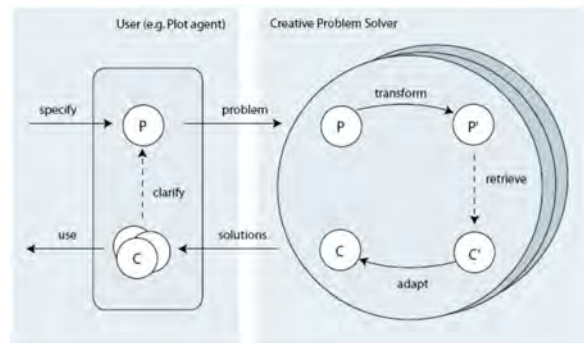 User (e.g. Plot agent)
Creative Problem Solver
specify
P
problem
P
transform
P'
clarify
retrieve
use
C
solutions
C
adapt
C'